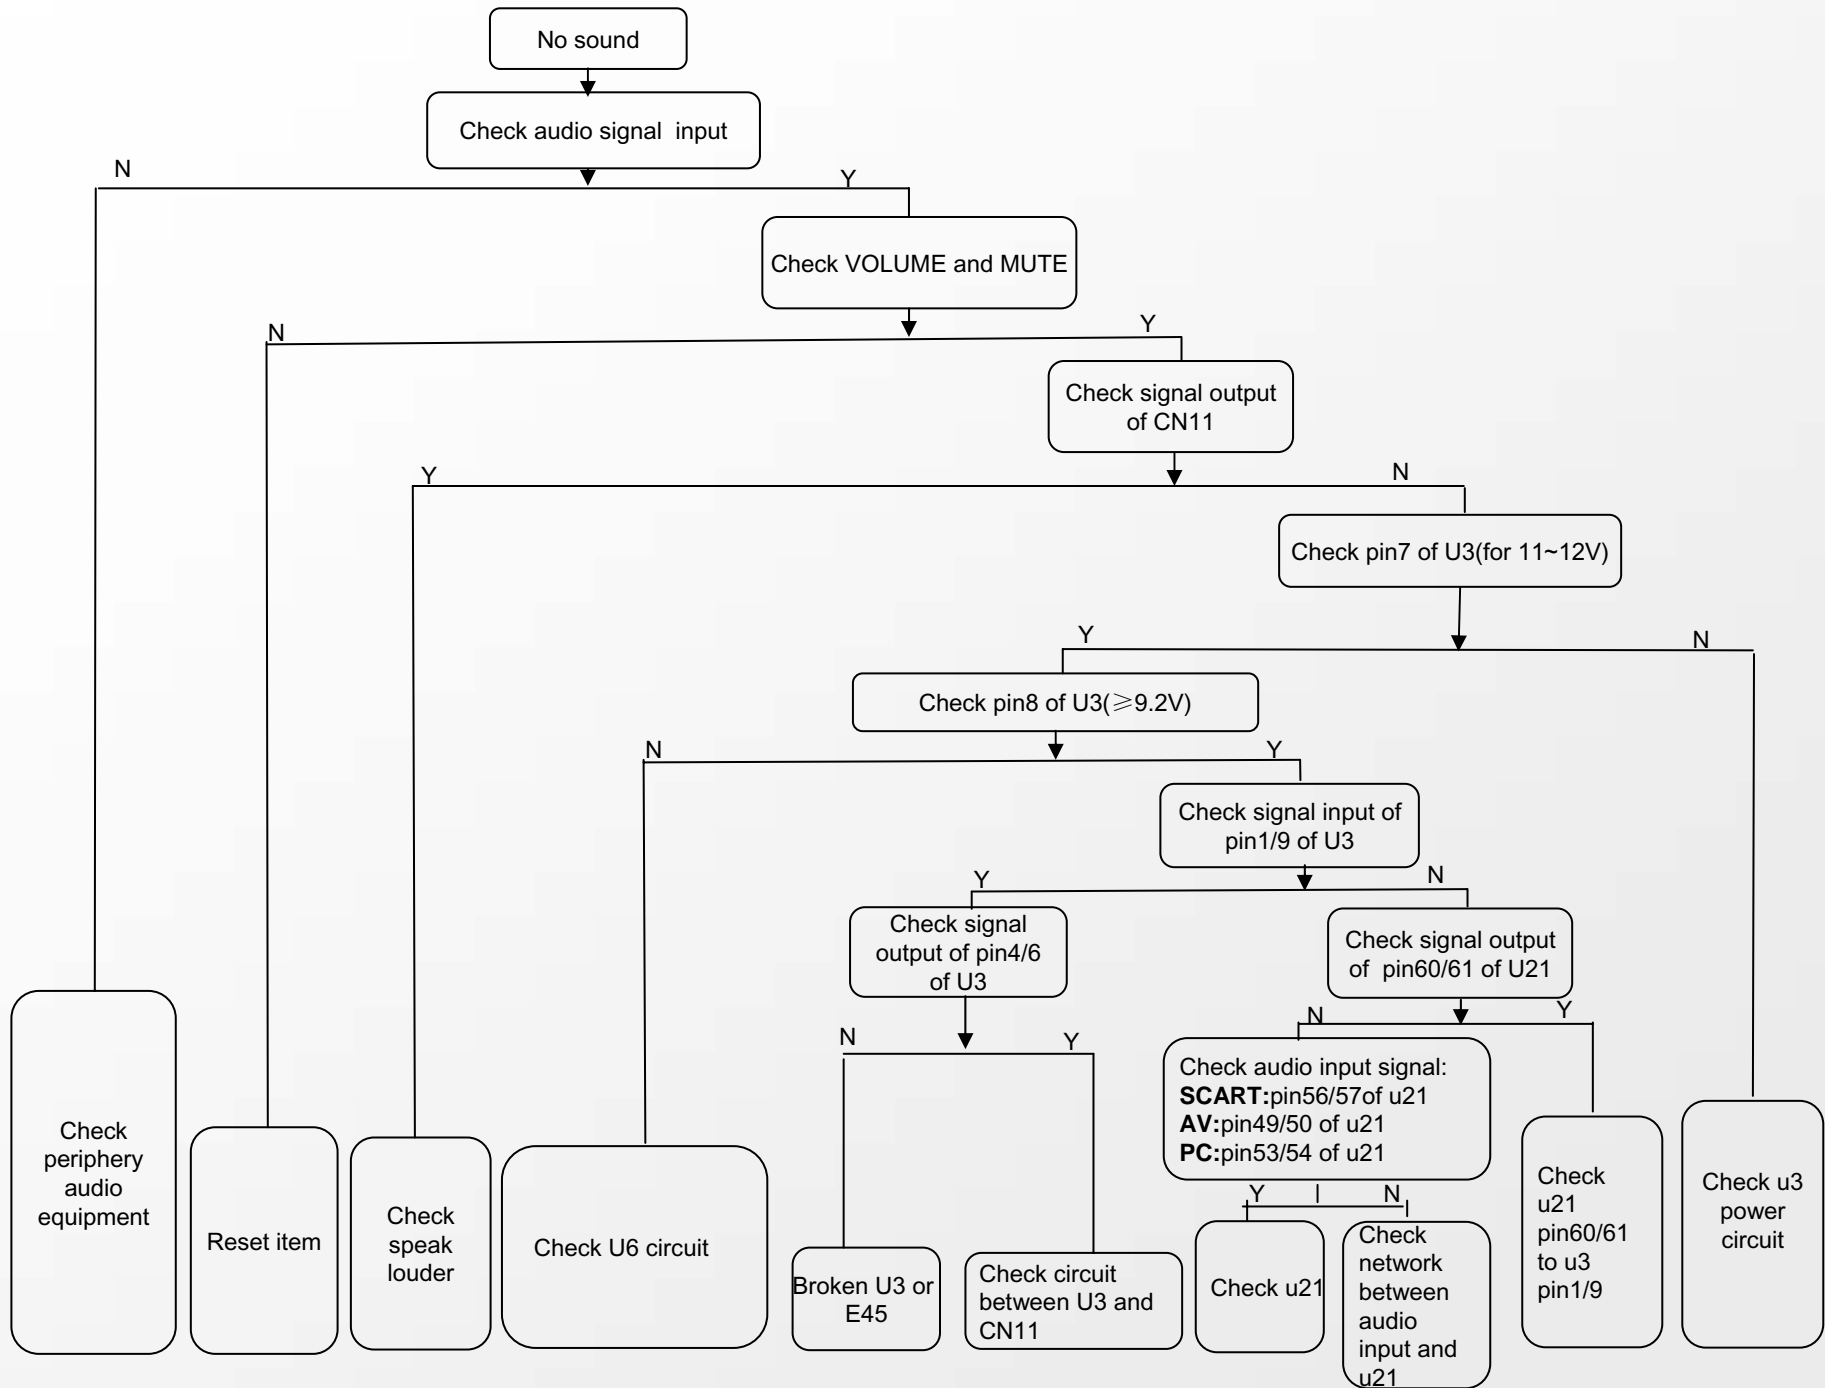 No sound
Check audio signal  input
N
Y
Check VOLUME and MUTE
N
Y
Check signal output
of CN11
Y
N
Check pin7 of U3(for 11~12V)
Y
N
Check pin8 of U3(≥9.2V)
N
Y
Check signal input of
pin1/9 of U3
Y
N
Check signal
output of pin4/6
of U3
Check signal output
of  pin60/61 of U21
N
Y
N
Y
Check audio input signal:
SCART:pin56/57of u21
AV:pin49/50 of u21
PC:pin53/54 of u21
Y
N
Check
periphery
audio
equipment
Reset item
Check
speak
louder
Check U6 circuit
Broken U3 or
E45
Check circuit
between U3 and
CN11
Check u21
Check
network
between
audio
input and
u21
Check
u21
pin60/61
to u3
pin1/9
Check u3
power
circuit